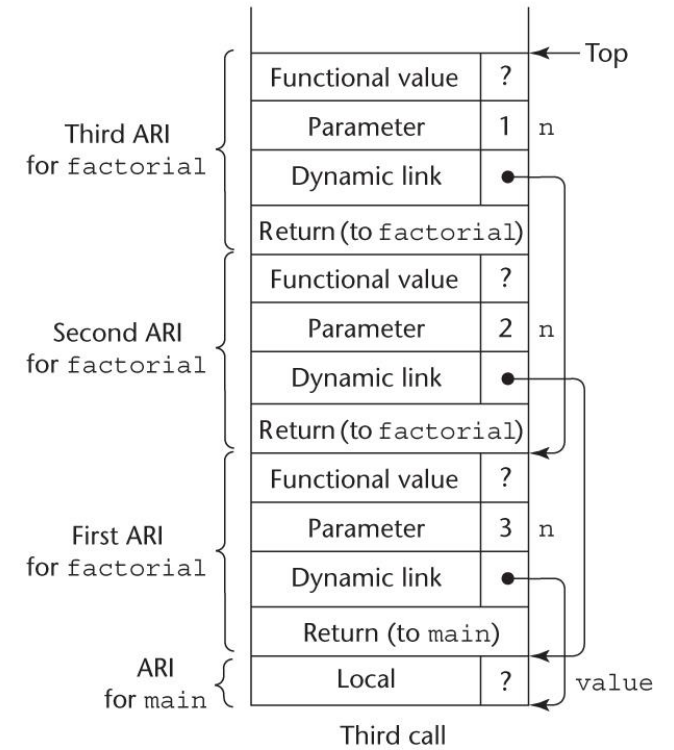 Top
Functional value ?
Third ARI
for factorial
Parameter 1 n
Dynamic link
Return (to factorial)
Functional value ?
Second ARI
for factorial
Parameter 2 n
Dynamic link
Return (to factorial)
Functional value ?
First ARI
for factorial
Parameter 3 n
Dynamic link
Return (to main)
ARI
for main
Local ? value
Third call